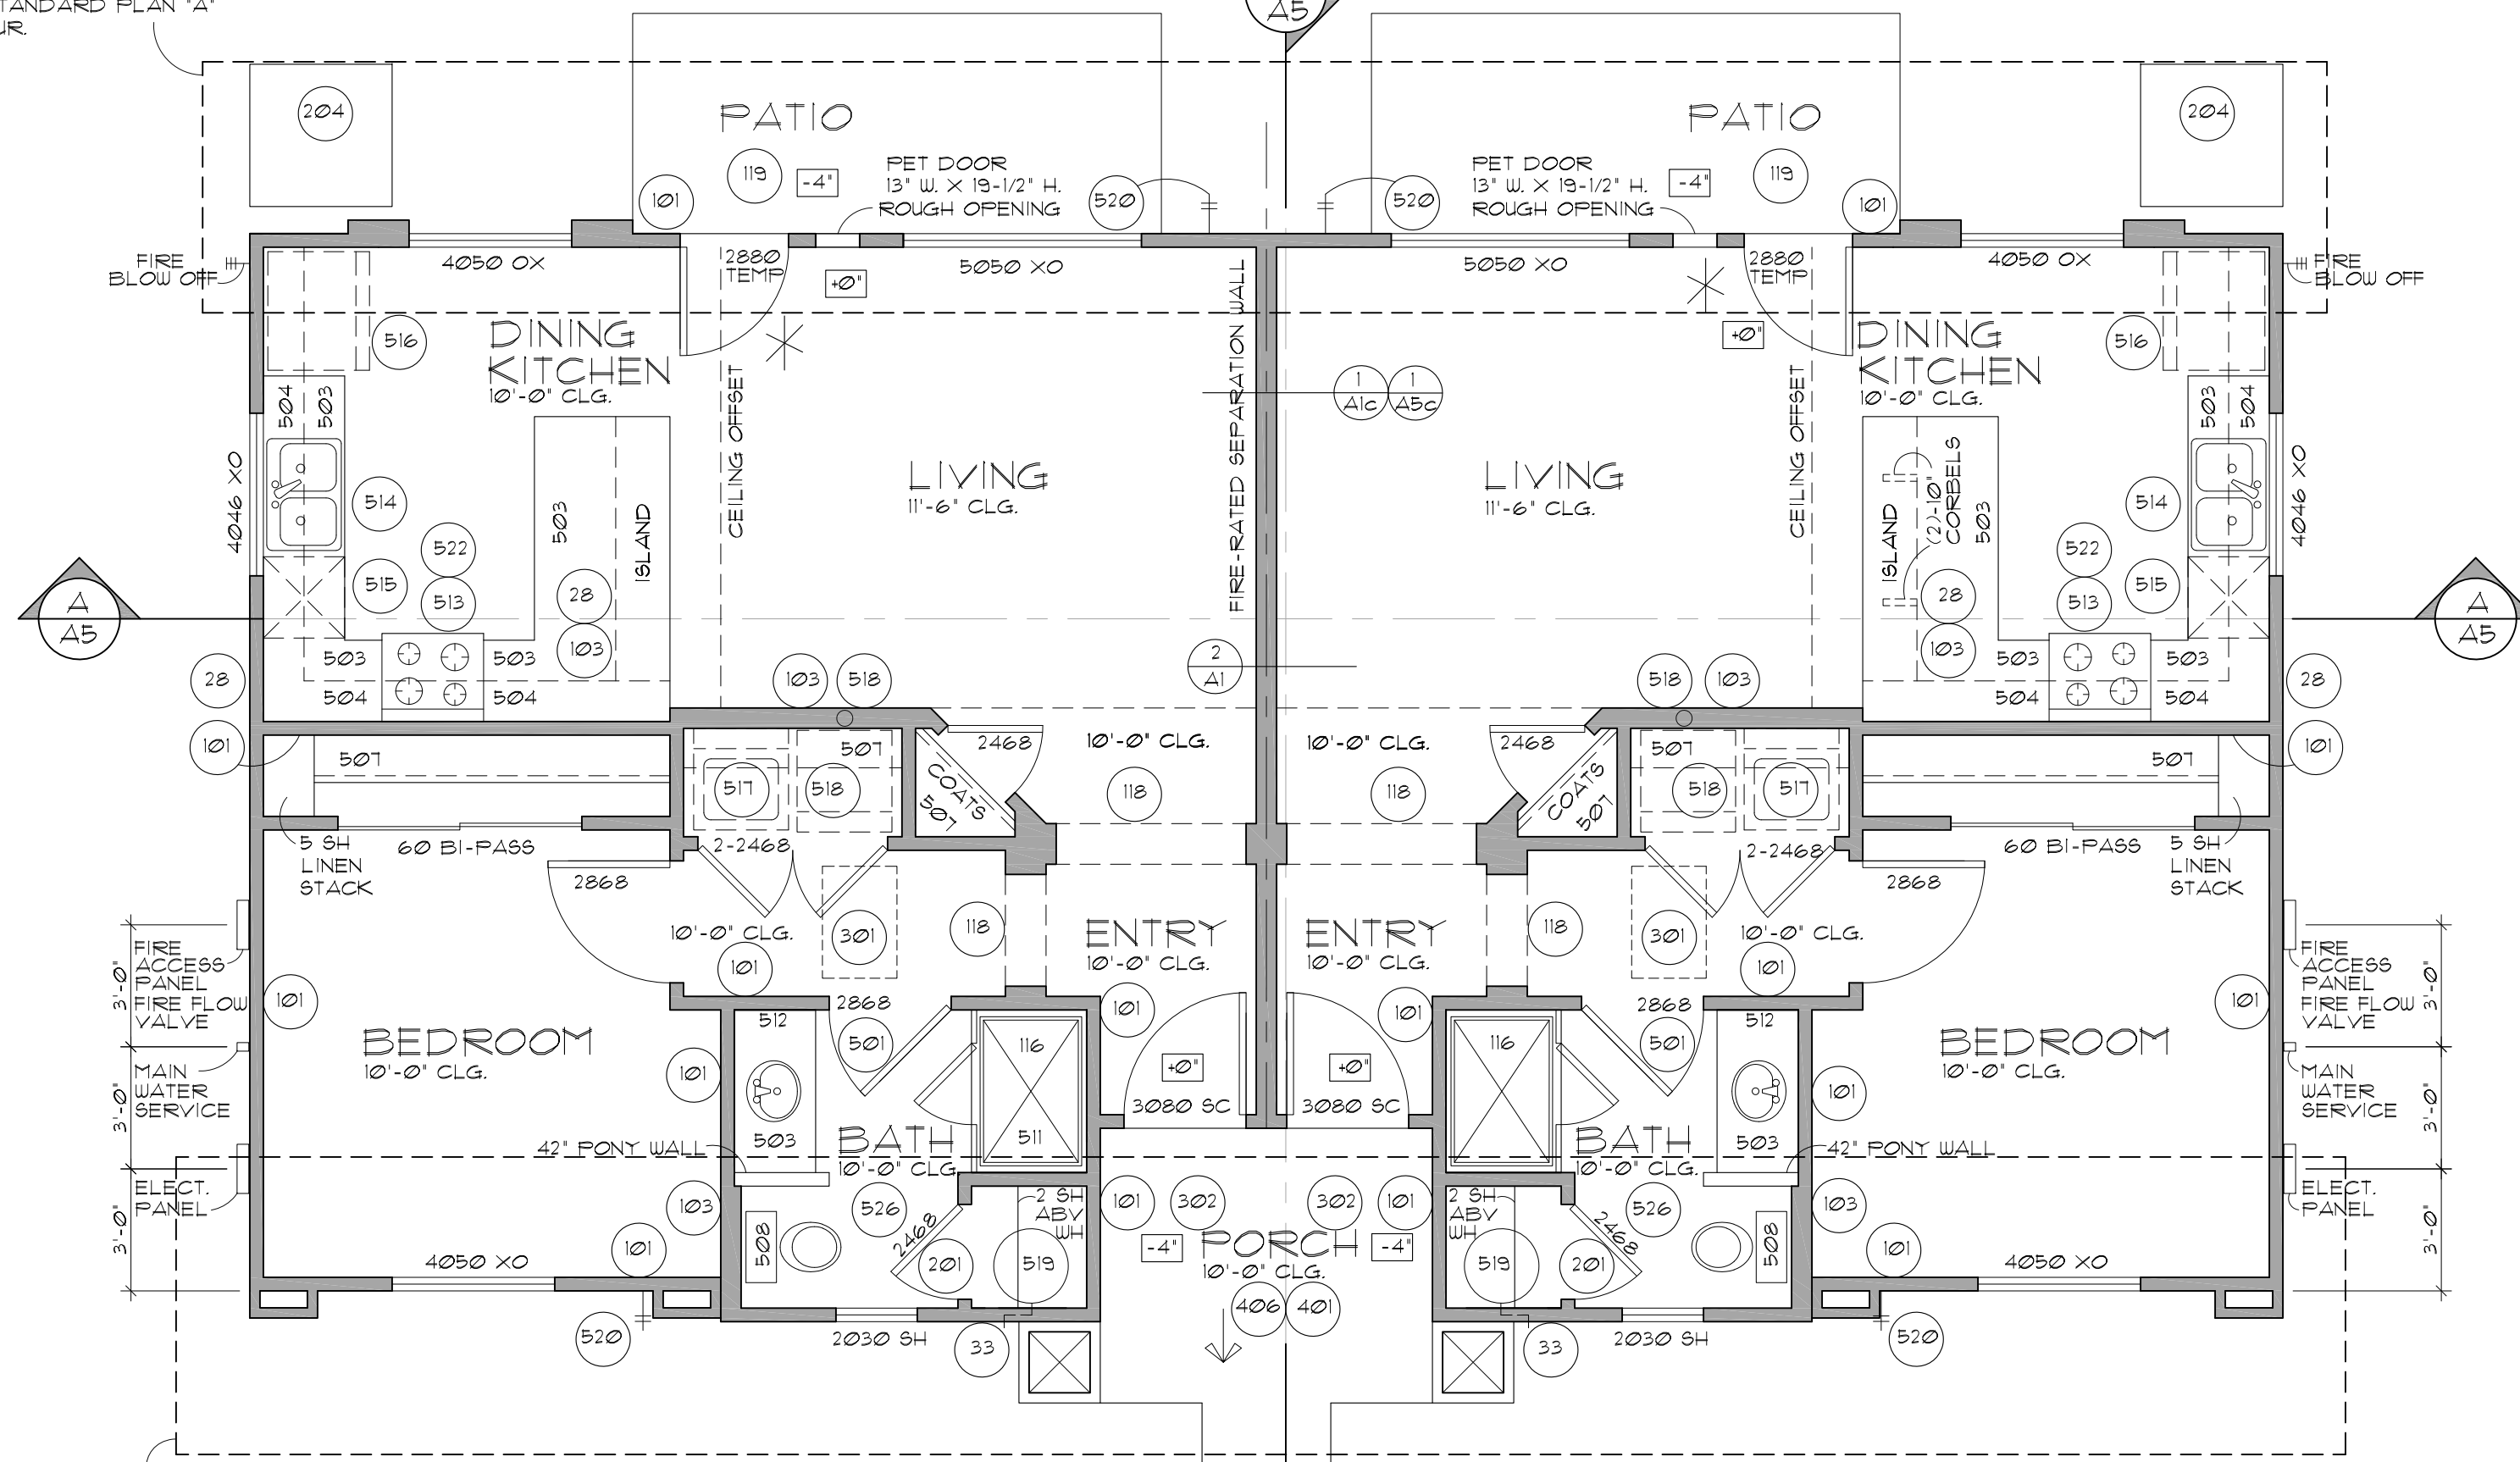 STANDARD PLAN "A"
UR.
A5
204
PATIO
119
-4"
101
PET DOOR
13" W. X 19-1/2" H.
ROUGH OPENING
520
520
PET DOOR
13" W. X 19-1/2" H.
ROUGH OPENING
PATIO
119
-4"
101
204
FIRE
BLOW OFF
4050 OX
2880
TEMP
+0"
5050 XO
5050 XO
2880
TEMP
+0"
4050 OX
FIRE
BLOW OFF
516
DINING
KITCHEN
10'-0" CLG.
CEILING OFFSET
FIRE-RATED SEPARATION WALL
1
A1c
1
A5c
CEILING OFFSET
DINING
KITCHEN
10'-0" CLG.
516
504
503
4046 XO
514
522
515
513
503
ISLAND
28
103
LIVING
11'-6" CLG.
LIVING
11'-6" CLG.
ISLAND
(2)-10"
CORBELS
503
28
103
514
522
515
513
503
504
4046 XO
A
A5
A
A5
28
503
503
504
504
103
518
2
A1
518
103
503
503
504
504
28
101
507
517
518
507
COATS
507
2468
10'-0" CLG.
118
10'-0" CLG.
118
2468
COATS
507
507
518
517
507
101
5 SH
LINEN
STACK
60 BI-PASS
2-2468
2868
2-2468
60 BI-PASS
5 SH
LINEN
STACK
2868
FIRE
ACCESS
PANEL
FIRE FLOW
VALVE
3'-0"
101
10'-0" CLG.
101
301
118
ENTRY
10'-0" CLG.
ENTRY
10'-0" CLG.
118
301
10'-0" CLG.
101
101
FIRE
ACCESS
PANEL
FIRE FLOW
VALVE
3'-0"
BEDROOM
10'-0" CLG.
512
2868
501
116
101
+0"
+0"
101
116
2868
501
512
BEDROOM
10'-0" CLG.
MAIN
WATER
SERVICE
3'-0"
101
503
511
3080 SC
3080 SC
503
101
MAIN
WATER
SERVICE
3'-0"
42" PONY WALL
BATH
10'-0" CLG.
BATH
10'-0" CLG.
42" PONY WALL
ELECT.
PANEL
3'-0"
103
526
2 SH
ABV
WH
101
302
302
101
2 SH
ABV
WH
526
103
ELECT.
PANEL
3'-0"
101
508
2468
201
519
-4"
PORCH
10'-0" CLG.
-4"
519
201
2468
508
101
4050 XO
4050 XO
406
401
520
2030 SH
33
33
2030 SH
520